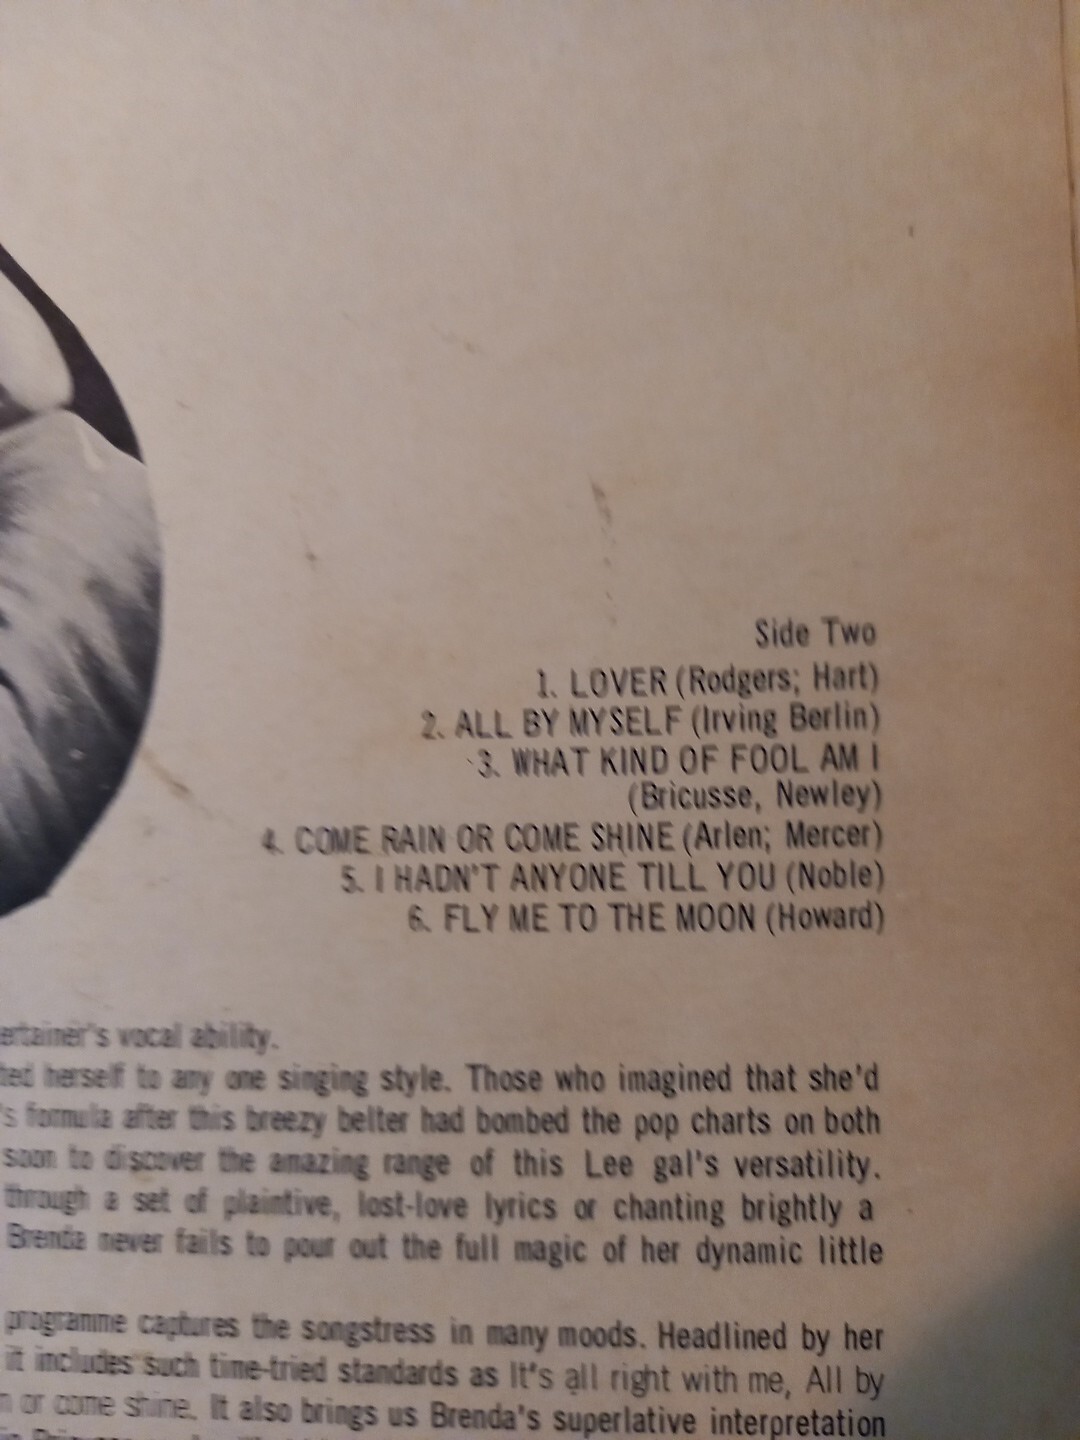 Side Two
1. LOVER (Rodgers; Hart)
2. ALL BY MYSELF (Irving Berlin)
3. WHAT KIND OF FOOL AM I
(Bricusse, Newley)
4. COME RAIN OR COME SHINE (Arlen; Mercer)
5. I HADN'T ANYONE TILL YOU (Noble)
6. FLY ME TO THE MOON (Howard)
ertainer's vocal ability.
ted herself to any one singing style. Those who imagined that she'd
's formula after this breezy belter had bombed the pop charts on both
soon to discover the amazing range of this Lee gal's versatility.
through a set of plaintive, lost-love lyrics or chanting brightly a
Brenda never fails to pour out the full magic of her dynamic little
programme captures the songstress in many moods. Headlined by her
it includes such time-tried standards as It's all right with me, All by
n or come shine. It also brings us Brenda's superlative interpretation